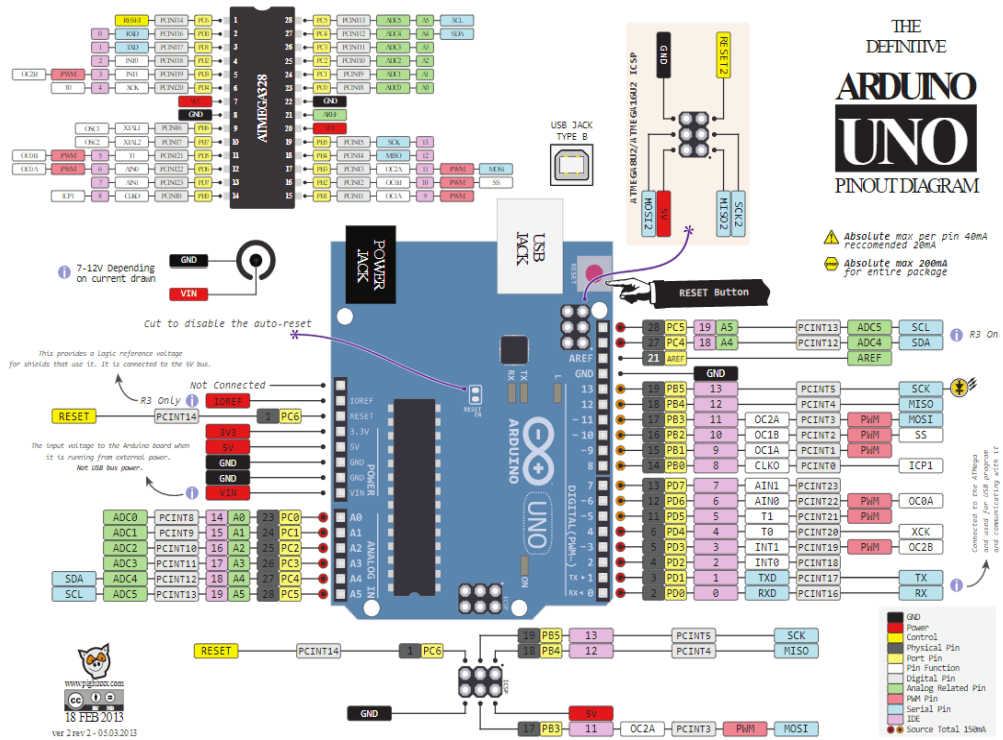 THE
DEFINITIVE
ARDUINO
UNO
PINOUT DIAGRAM
Absolute max per pin 40mA
reccomended 20mA
Absolute max 200mA
for entire package
ATMEGA328
RESET PCINT14 PC6 1 28 PC5 PCINT13 ADC5 A5 SCL
0 RXD PCINT16 PD0 2 27 PC4 PCINT12 ADC4 A4 SDA
1 TXD PCINT17 PD1 3 26 PC3 PCINT11 ADC3 A3
2 INT0 PCINT18 PD2 4 25 PC2 PCINT10 ADC2 A2
OC2B PWM 3 INT1 PCINT19 PD3 5 24 PC1 PCINT9 ADC1 A1
T0 4 XCK PCINT20 PD4 6 23 PC0 PCINT8 ADC0 A0
VCC 7 22 GND
GND 8 21 AREF
OSC1 XTAL1 PCINT6 PB6 9 20
OSC2 XTAL2 PCINT7 PB7 10 19 PB5 PCINT5 SCK 13
OC0B PWM 5 T1 PCINT21 PD5 11 18 PB4 PCINT4 MISO 12
OC0A PWM 6 AIN0 PCINT22 PD6 12 17 PB3 PCINT3 OC2A 11 PWM MOSI
7 AIN1 PCINT23 PD7 13 16 PB2 PCINT2 OC1B 10 PWM SS
ICP1 8 CLKO PCINT0 PB0 14 15 PB1 PCINT1 OC1A 9 PWM
USB JACK
TYPE B
ATMEGA8U2/ATMEGA16U2 ICSP
GND
RESET2
MOSI2
5V
MISO2
SCK2
7-12V Depending
on current drawn
GND
VIN
POWER
JACK
USB
JACK
RESET
RESET Button
Cut to disable the auto-reset
This provides a logic reference voltage
for shields that use it. It is connected to the 5V bus.
Not Connected
R3 Only IOREF
RESET PCINT14 1 PC6
3V3
5V
GND
GND
VIN
The input voltage to the Arduino board when
it is running from external power.
Not USB bus power.
ADC0 PCINT8 14 A0 23 PC0
ADC1 PCINT9 15 A1 24 PC1
ADC2 PCINT10 16 A2 25 PC2
ADC3 PCINT11 17 A3 26 PC3
SDA ADC4 PCINT12 18 A4 27 PC4
SCL ADC5 PCINT13 19 A5 28 PC5
IOREF
RESET
3.3V
5V
GND
GND
VIN
POWER
A0
A1
A2
A3
A4
A5
ANALOG IN
RESET
EN
RX
TX
L
ARDUINO
UNO
ON
ICSP
DIGITAL(PWM~)
AREF
GND
13
12
~11
~10
~9
8
7
~6
~5
4
~3
2
TX 1
RX 0
28 PC5 19 A5 PCINT13 ADC5 SCL R3 Onl
27 PC4 18 A4 PCINT12 ADC4 SDA
21 AREF AREF
GND
19 PB5 13 PCINT5 SCK
18 PB4 12 PCINT4 MISO
17 PB3 11 OC2A PCINT3 PWM MOSI
16 PB2 10 OC1B PCINT2 PWM SS
15 PB1 9 OC1A PCINT1 PWM
14 PB0 8 CLKO PCINT0 ICP1
13 PD7 7 AIN1 PCINT23
12 PD6 6 AIN0 PCINT22 PWM OC0A
11 PD5 5 T1 PCINT21 PWM
6 PD4 4 T0 PCINT20 XCK
5 PD3 3 INT1 PCINT19 PWM OC2B
4 PD2 2 INT0 PCINT18
3 PD1 1 TXD PCINT17 TX
2 PD0 0 RXD PCINT16 RX
Connected to the ATMega
and used for USB program
and communicating with it
RESET PCINT14 1 PC6
19 PB5 13 PCINT5 SCK
18 PB4 12 PCINT4 MISO
ICSP
GND
5V
17 PB3 11 OC2A PCINT3 PWM MOSI
GND
Power
Control
Physical Pin
Port Pin
Pin Function
Digital Pin
Analog Related Pin
PWM Pin
Serial Pin
IDE
Source Total 150mA
www.pighixxx.com
cc
BY ND
18 FEB 2013
ver 2 rev 2 - 05.03.2013